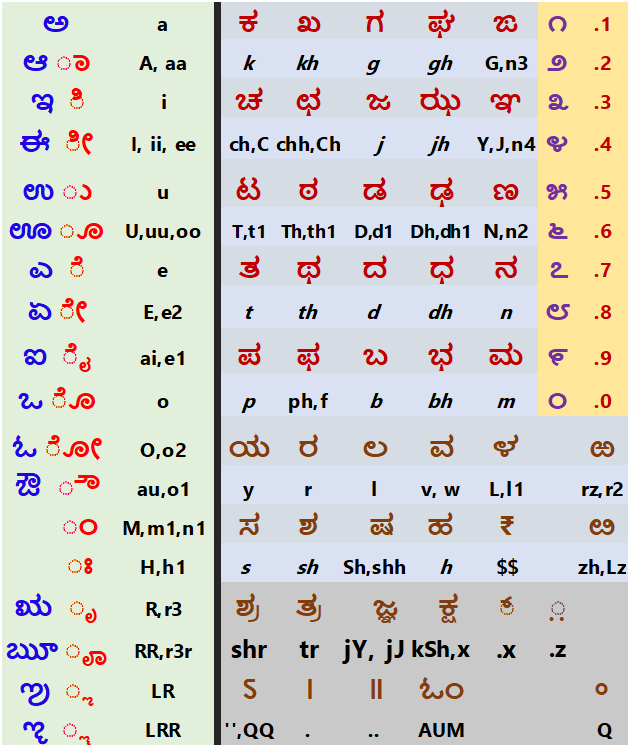 ಅ a ಕ ಖ ಗ ಘ ಙ ೧ .1
ಆ ಾ A, aa k kh g gh G,n3 ೨ .2
ಇ ಿ i ಚ ಛ ಜ ಝ ಞ ೩ .3
ಈ ೀ I, ii, ee ch,C chh,Ch j jh Y,J,n4 ೪ .4
ಉ ು u ಟ ಠ ಡ ಢ ಣ ೫ .5
ಊ ೂ U,uu,oo T,t1 Th,th1 D,d1 Dh,dh1 N,n2 ೬ .6
ಎ ೆ e ತ ಥ ದ ಧ ನ ೭ .7
ಏ ೇ E,e2 t th d dh n ೮ .8
ಐ ೈ ai,e1 ಪ ಫ ಬ ಭ ಮ ೯ .9
ಒ ೊ o p ph,f b bh m ೦ .0
ಓ ೋ O,o2 ಯ ರ ಲ ವ ಳ ಱ
ಔ ೌ au,o1 y r l v, w L,l1 rz,r2
ಂ M,m1,n1 ಸ ಶ ಷ ಹ ₹ ೞ
ಃ H,h1 s sh Sh,shh h $$ zh,Lz
ಋ ೃ R,r3 ಶ್ರ ತ್ರ ಜ್ಞ ಕ್ಷ ಼
ೠ ೄ RR,r3r shr tr jY, jJ kSh,x .x .z
ಌ ೢ LR ಽ । ॥ ಓಂ ॰
ೡ ೣ LRR '',QQ . .. AUM Q